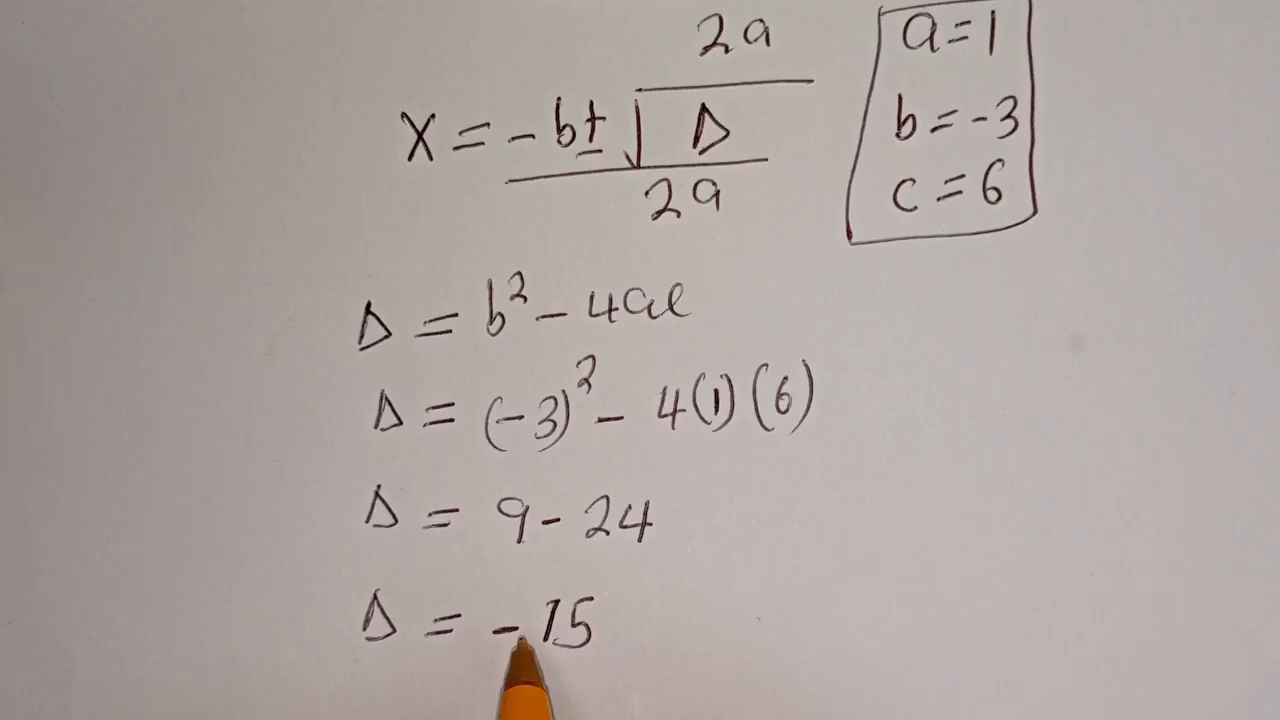 2a
x = -b ± √Δ
2a
a = 1
b = -3
c = 6
Δ = b² - 4ac
Δ = (-3)² - 4(1)(6)
Δ = 9 - 24
Δ = -15